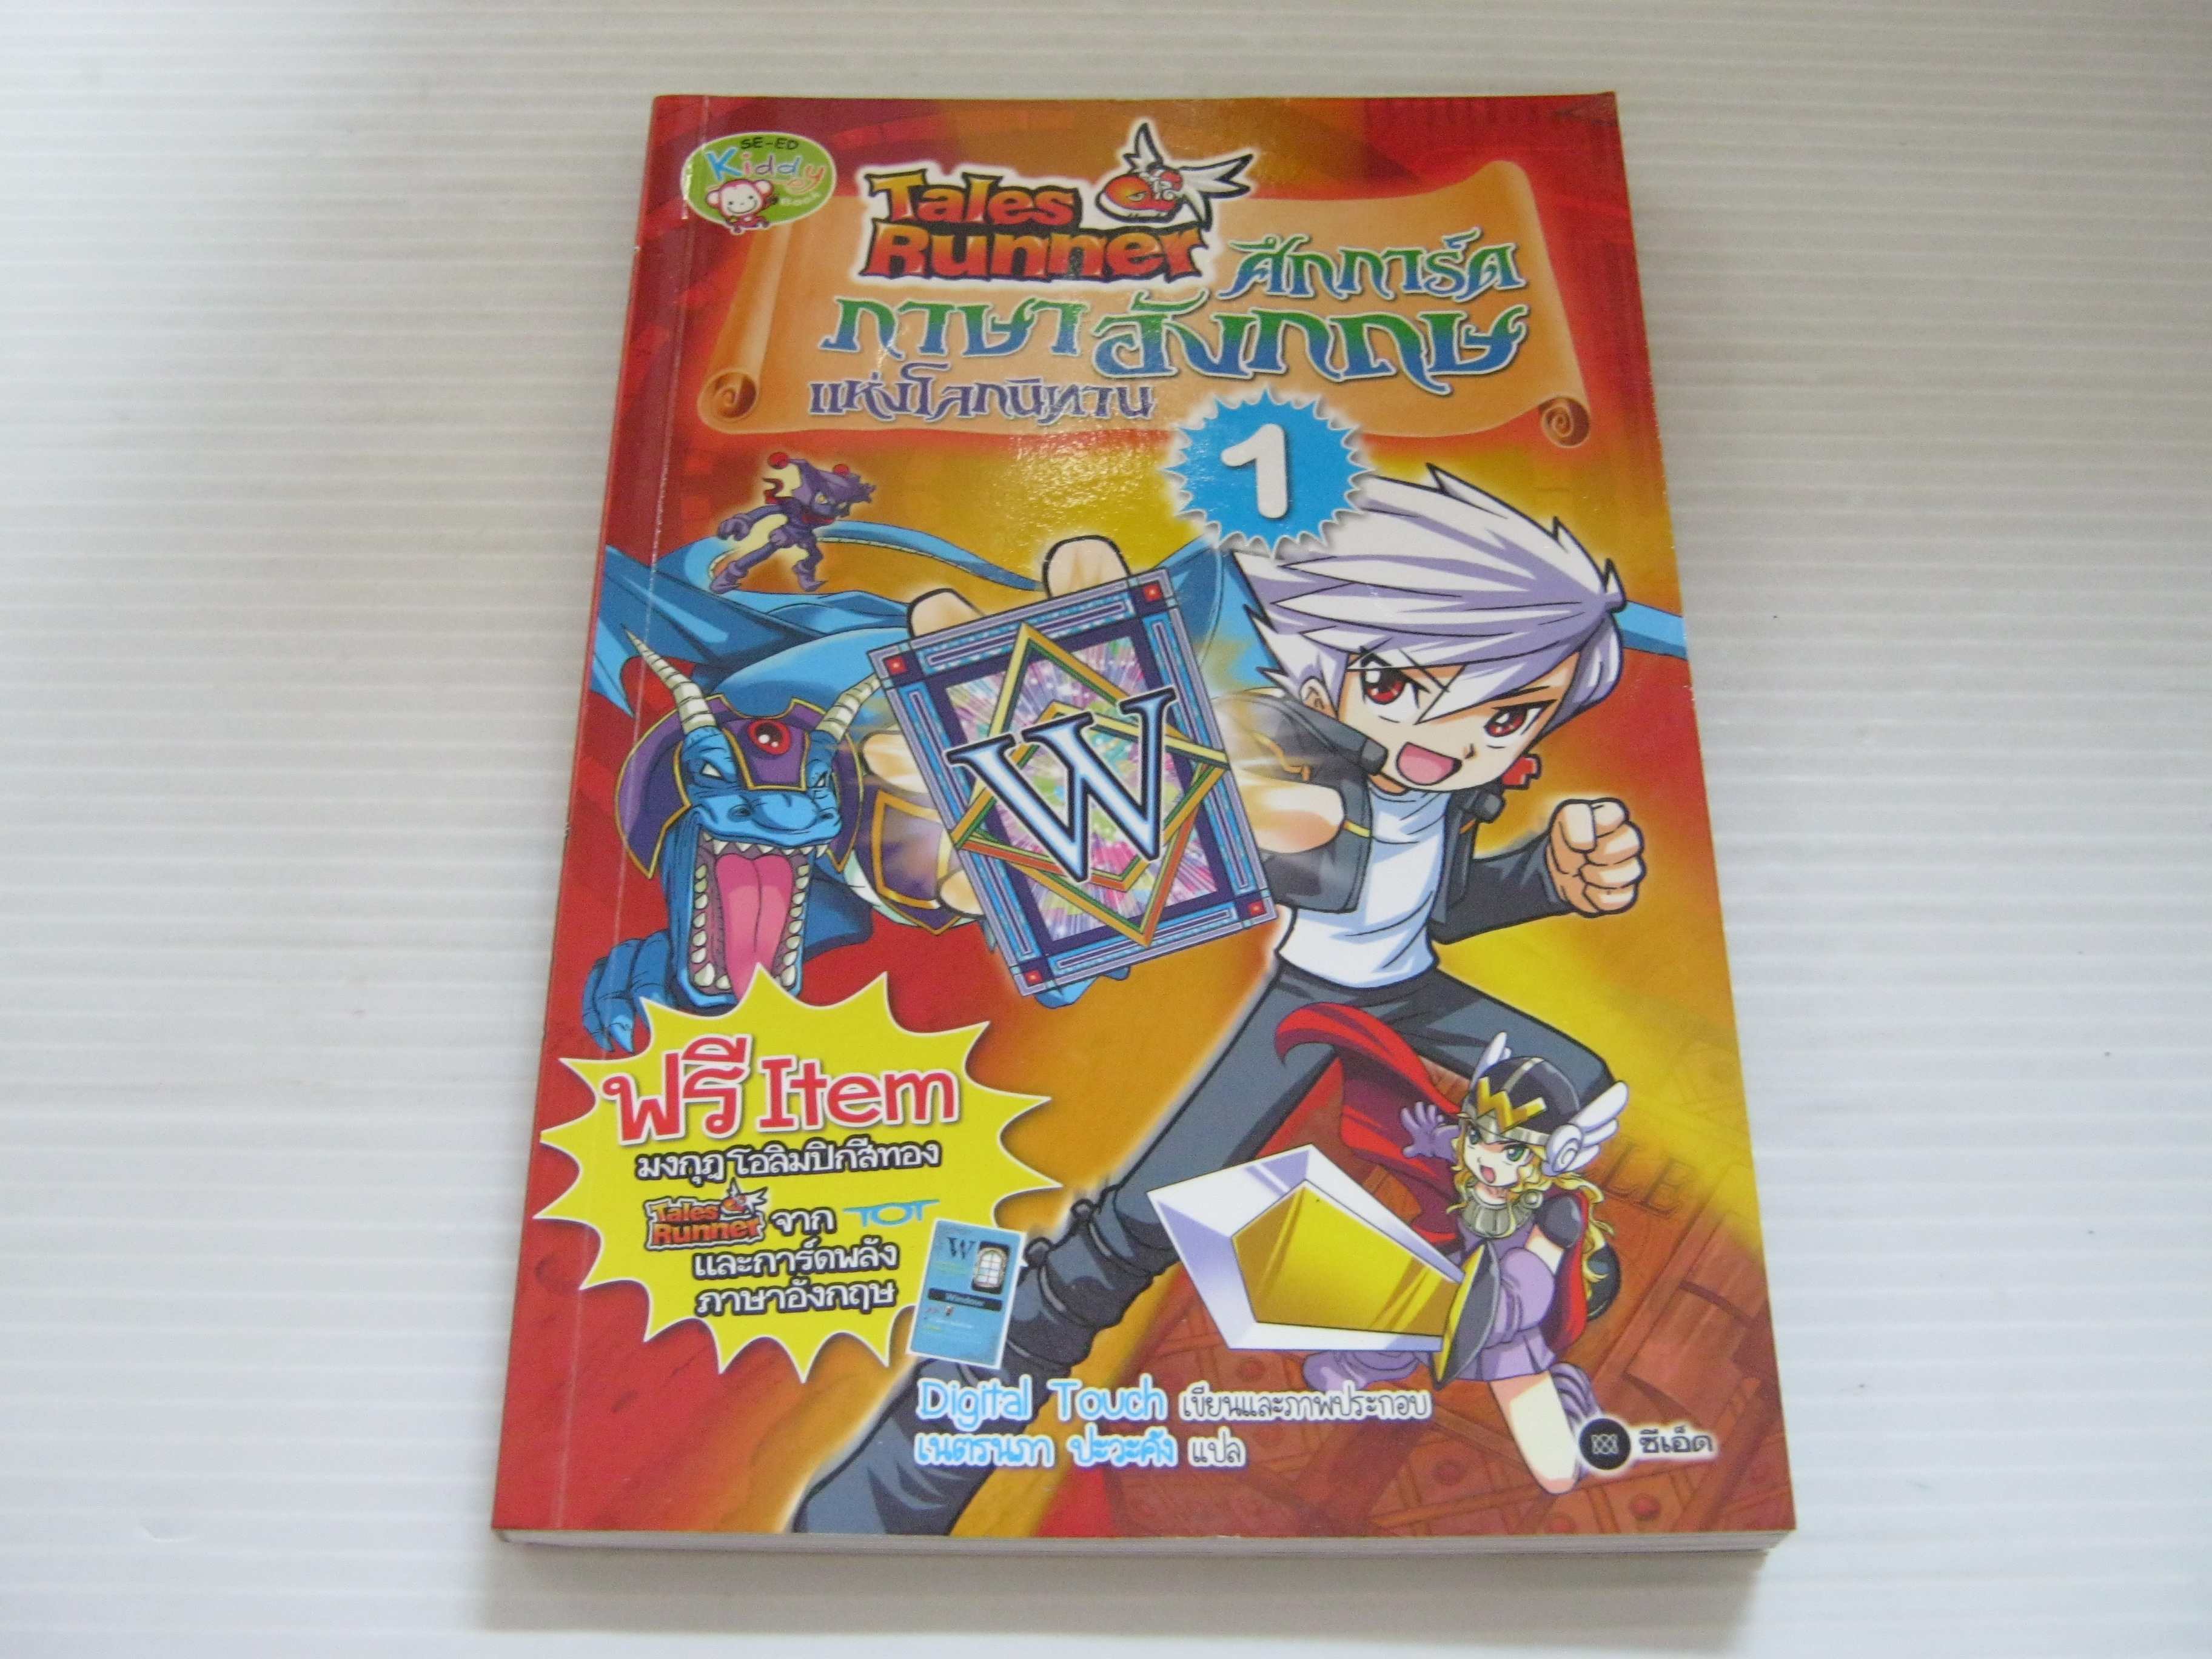 SE-ED
Kiddy
Book
Tales
Runner
ศึกการ์ด
ภาษาอังกฤษ
แห่งโลกนิทาน
1
W
ฟรี Item
มงกุฎโอลิมปิกสีทอง
Tales Runner จาก TOT
และการ์ดพลัง
ภาษาอังกฤษ
W
Window
Digital Touch เขียนและภาพประกอบ
เนตรนภา ปะวะคัง แปล
ซีเอ็ด